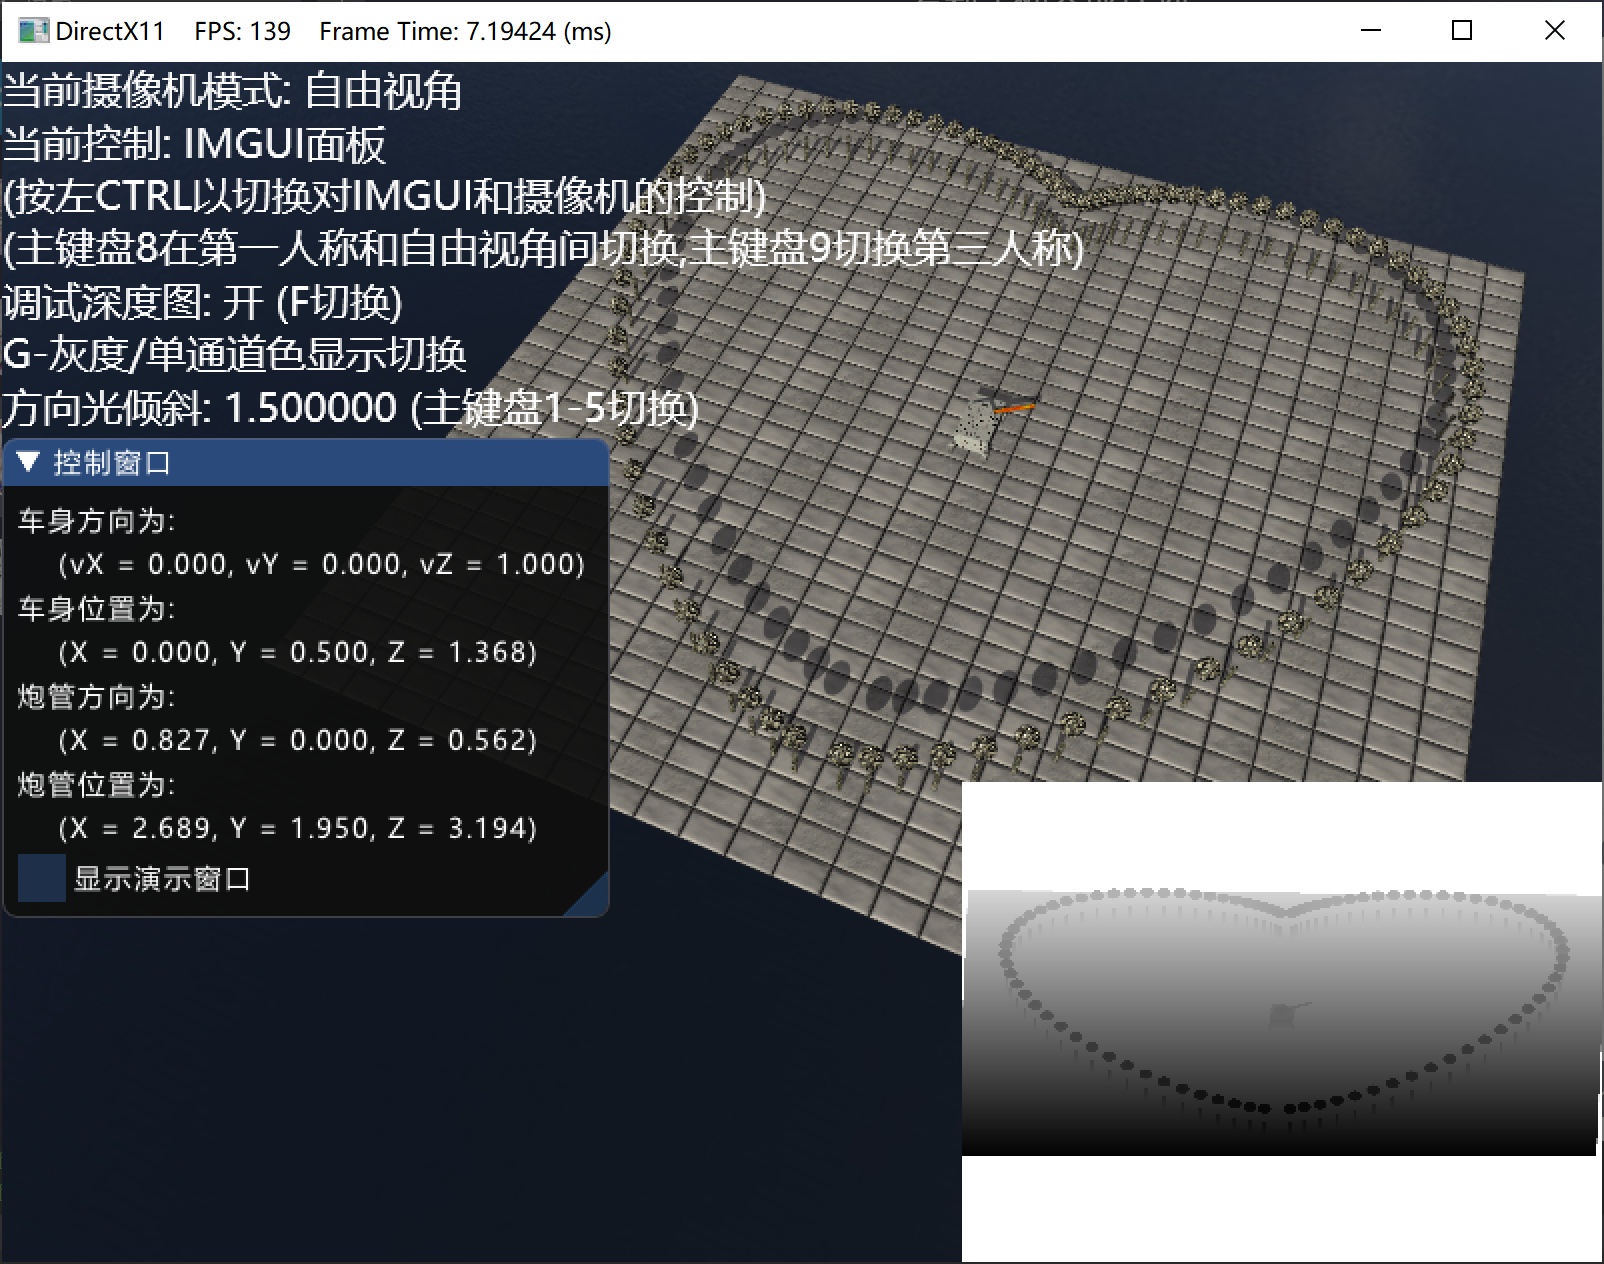 DirectX11    FPS: 139    Frame Time: 7.19424 (ms)
当前摄像机模式: 自由视角
当前控制: IMGUI面板
(按左CTRL以切换对IMGUI和摄像机的控制)
(主键盘8在第一人称和自由视角间切换,主键盘9切换第三人称)
调试深度图: 开 (F切换)
G-灰度/单通道色显示切换
方向光倾斜: 1.500000 (主键盘1-5切换)
控制窗口
车身方向为:
(vX = 0.000, vY = 0.000, vZ = 1.000)
车身位置为:
(X = 0.000, Y = 0.500, Z = 1.368)
炮管方向为:
(X = 0.827, Y = 0.000, Z = 0.562)
炮管位置为:
(X = 2.689, Y = 1.950, Z = 3.194)
显示演示窗口